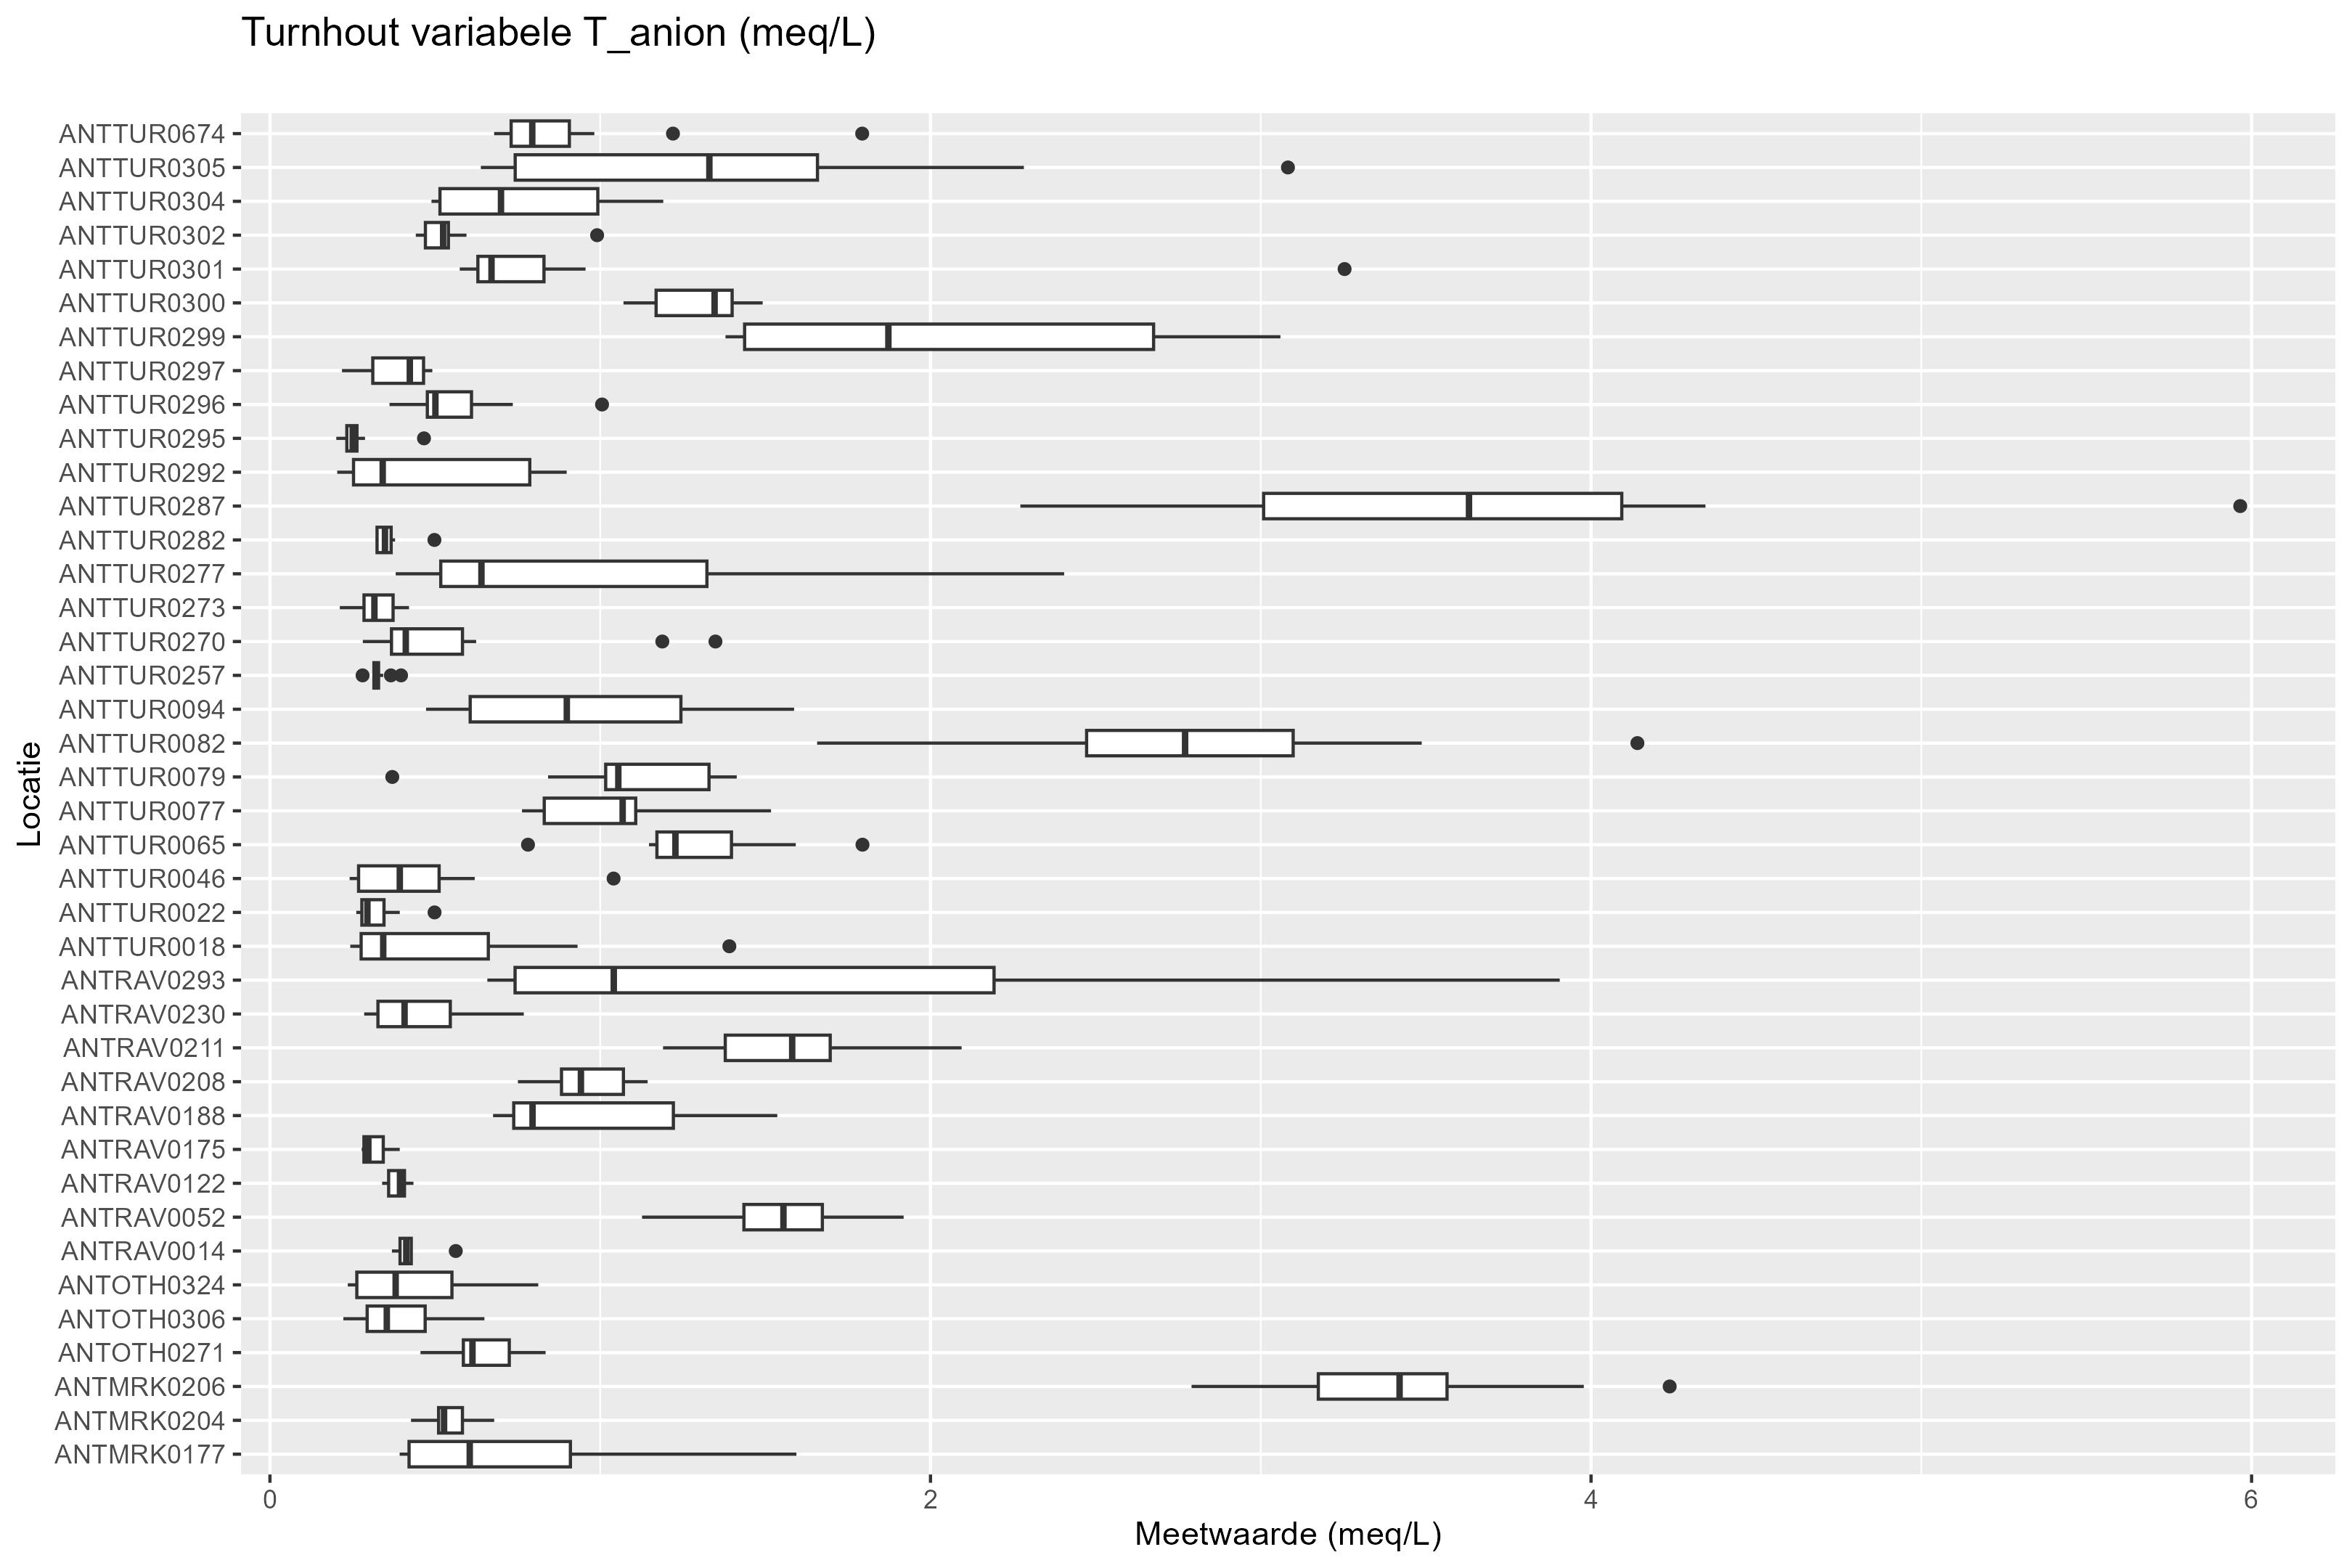 Turnhout variabele T_anion (meq/L)
Locatie
ANTTUR0674
ANTTUR0305
ANTTUR0304
ANTTUR0302
ANTTUR0301
ANTTUR0300
ANTTUR0299
ANTTUR0297
ANTTUR0296
ANTTUR0295
ANTTUR0292
ANTTUR0287
ANTTUR0282
ANTTUR0277
ANTTUR0273
ANTTUR0270
ANTTUR0257
ANTTUR0094
ANTTUR0082
ANTTUR0079
ANTTUR0077
ANTTUR0065
ANTTUR0046
ANTTUR0022
ANTTUR0018
ANTRAV0293
ANTRAV0230
ANTRAV0211
ANTRAV0208
ANTRAV0188
ANTRAV0175
ANTRAV0122
ANTRAV0052
ANTRAV0014
ANTOTH0324
ANTOTH0306
ANTOTH0271
ANTMRK0206
ANTMRK0204
ANTMRK0177
0 2 4 6
Meetwaarde (meq/L)